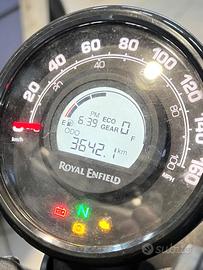 20 40 60 80 100 120 140 160
20 40 60 80 100
km/h
MPH
PM ECO
6:39 GEAR 0
E F
ODO
3642.1 km
ROYAL ENFIELD
N
subito